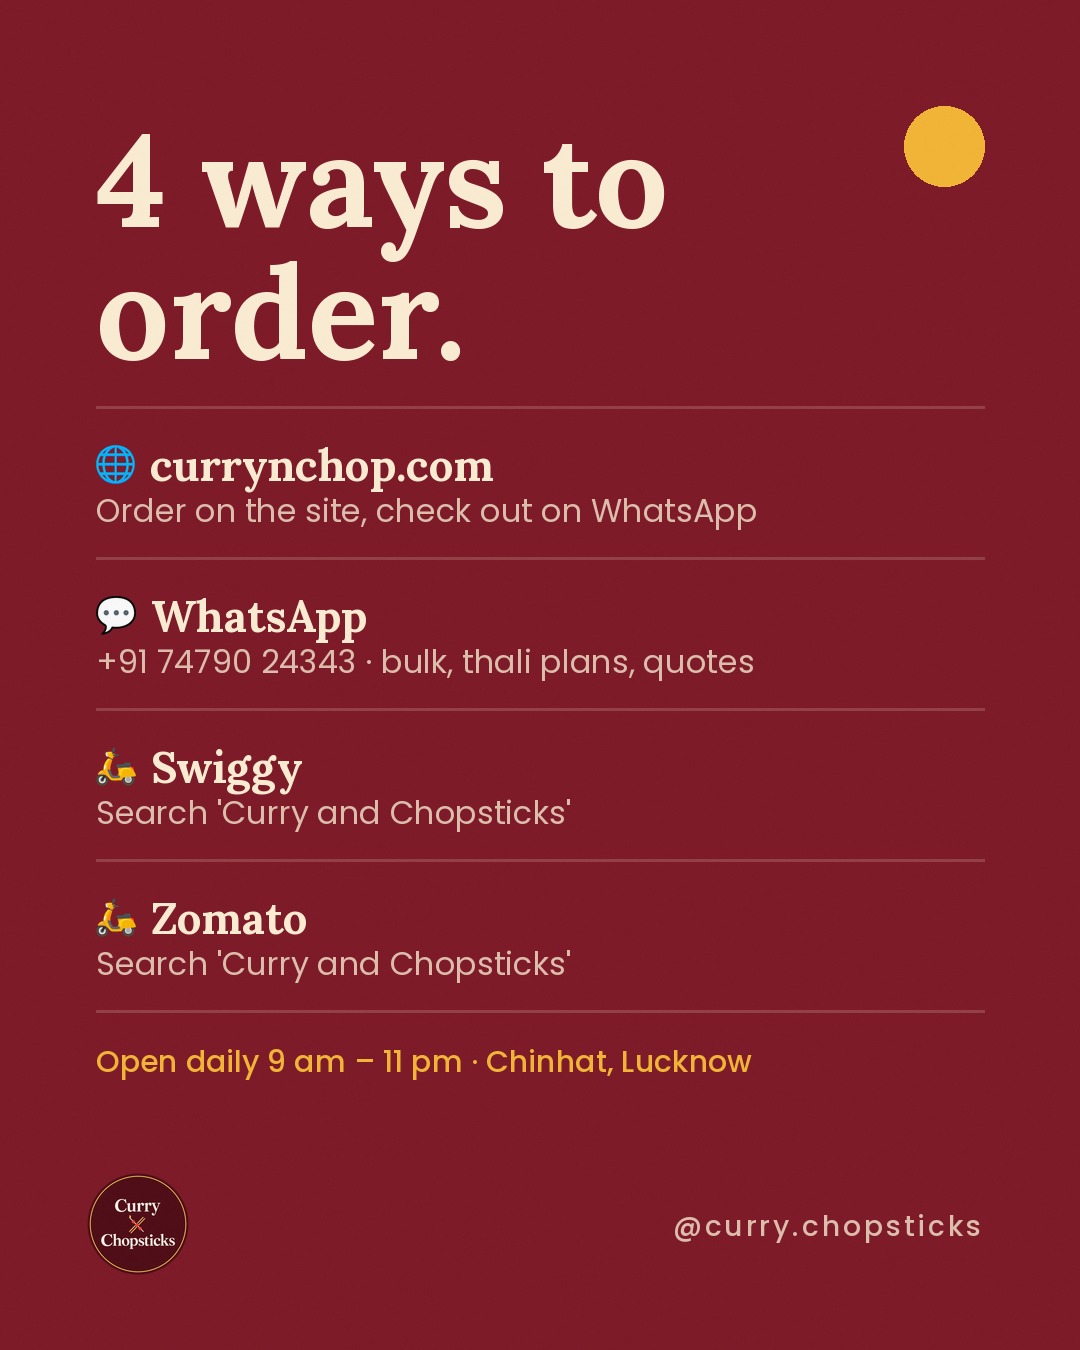 4 ways to
order.
🌐 currynchop.com
Order on the site, check out on WhatsApp
💬 WhatsApp
+91 74790 24343 · bulk, thali plans, quotes
🛵 Swiggy
Search 'Curry and Chopsticks'
🛵 Zomato
Search 'Curry and Chopsticks'
Open daily 9 am – 11 pm · Chinhat, Lucknow
Curry
Chopsticks
@curry.chopsticks